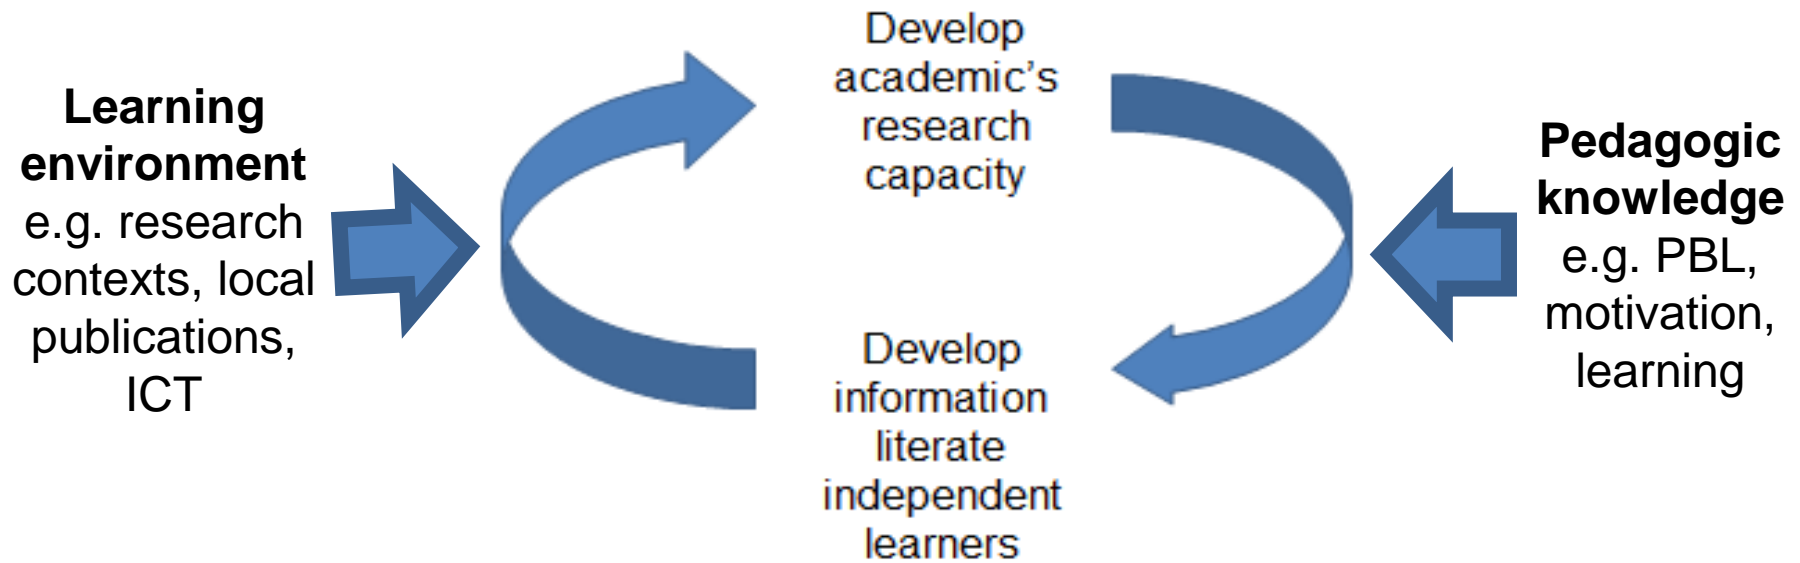 Learning
environment
e.g. research
contexts, local
publications,
ICT
Develop
academic's
research
capacity
Develop
information
literate
independent
learners
Pedagogic
knowledge
e.g. PBL,
motivation,
learning